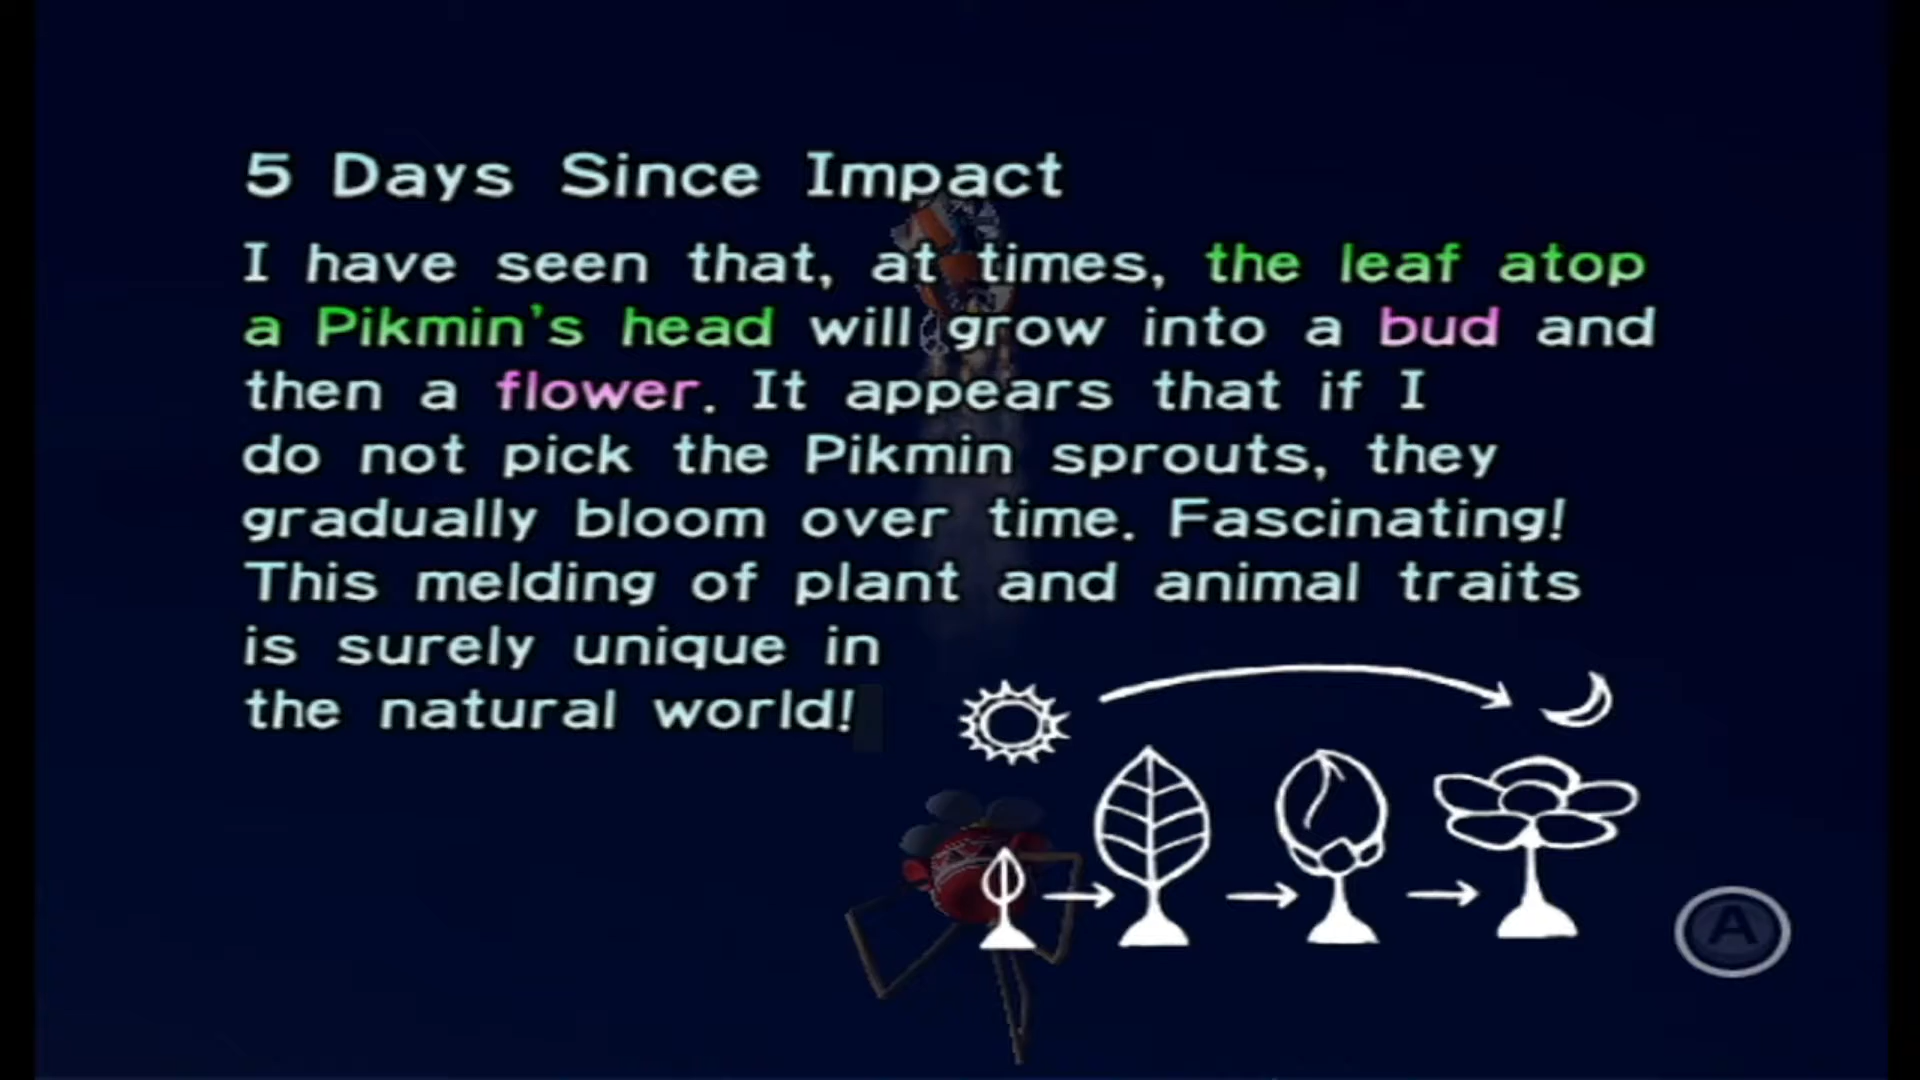 5 Days Since Impact
I have seen that, at times, the leaf atop
a Pikmin's head will grow into a bud and
then a flower. It appears that if I
do not pick the Pikmin sprouts, they
gradually bloom over time. Fascinating!
This melding of plant and animal traits
is surely unique in
the natural world!
A